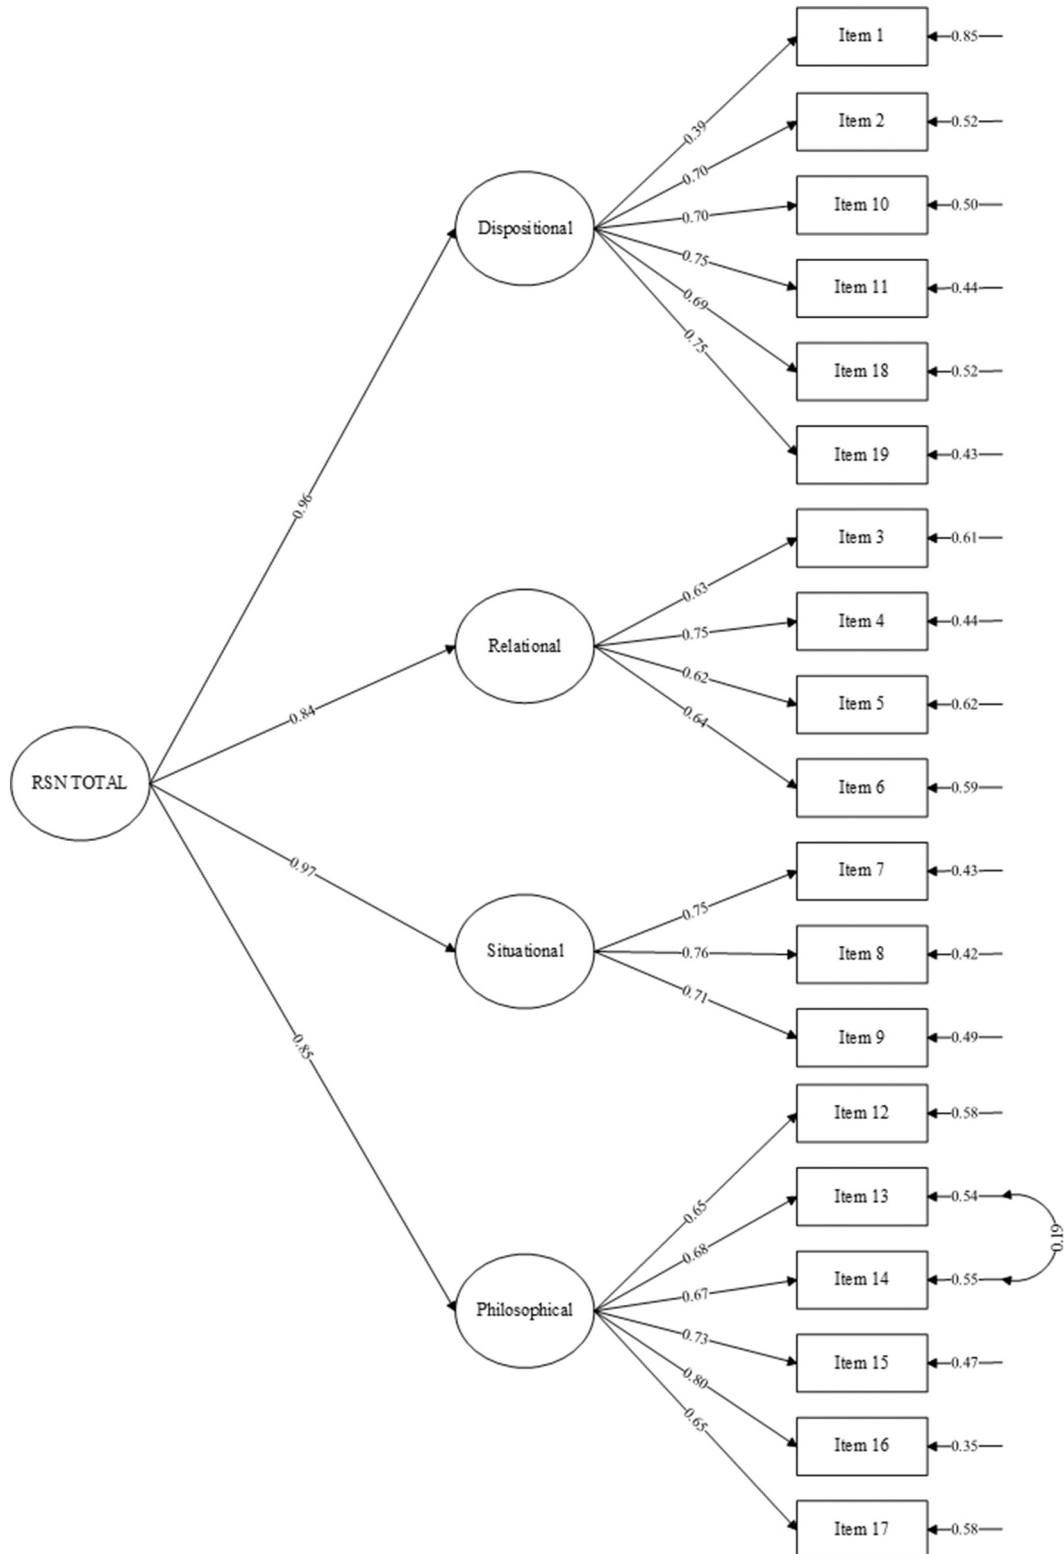 Item 1
0.85
0.39
Item 2
0.52
0.70
Item 10
0.50
0.70
Dispositional
Item 11
0.44
0.75
Item 18
0.52
0.69
Item 19
0.43
0.75
0.96
Item 3
0.61
0.63
Item 4
0.44
0.75
Relational
Item 5
0.62
0.62
Item 6
0.59
0.64
0.84
RSN TOTAL
0.97
Item 7
0.43
0.75
Situational
Item 8
0.42
0.76
Item 9
0.49
0.71
0.85
Item 12
0.58
0.65
Item 13
0.54
0.68
0.19
Item 14
0.55
0.67
Philosophical
Item 15
0.47
0.73
Item 16
0.35
0.80
Item 17
0.58
0.65